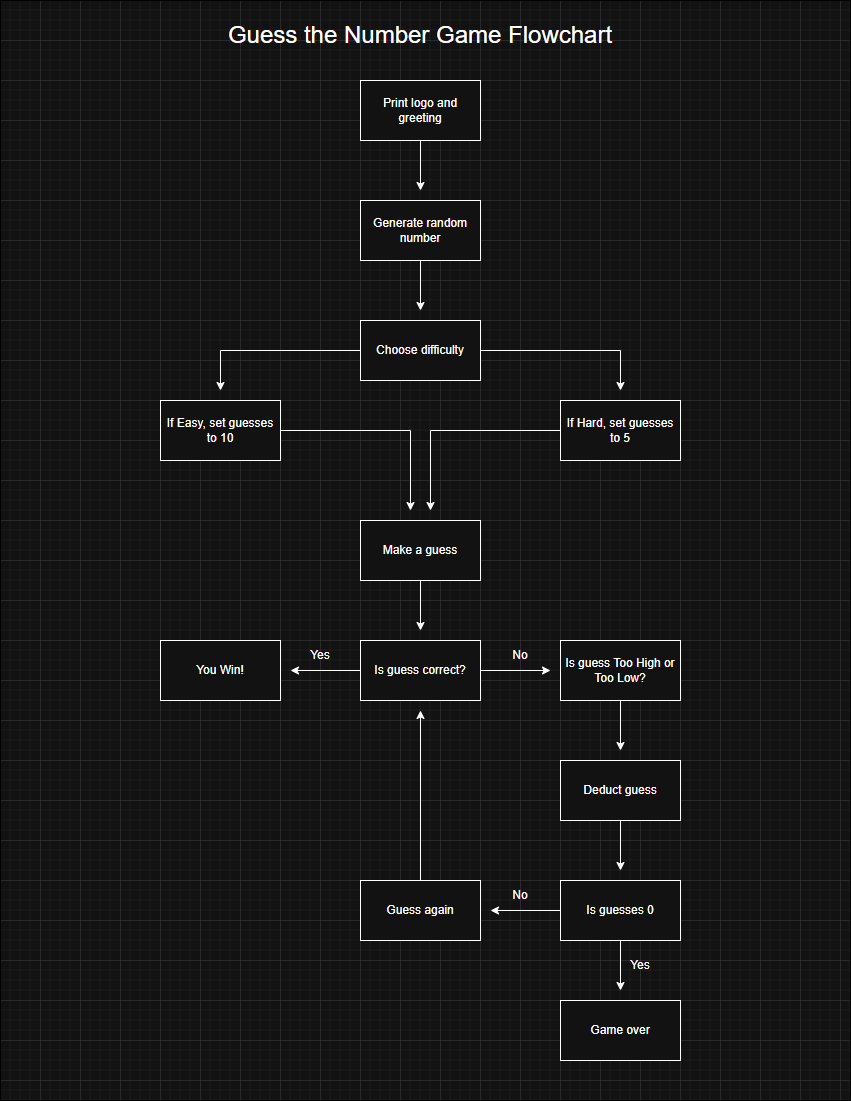 Guess the Number Game Flowchart
Print logo and
greeting
Generate random
number
Choose difficulty
If Easy, set guesses
to 10
If Hard, set guesses
to 5
Make a guess
You Win!
Yes
Is guess correct?
No
Is guess Too High or
Too Low?
Deduct guess
Guess again
No
Is guesses 0
Yes
Game over